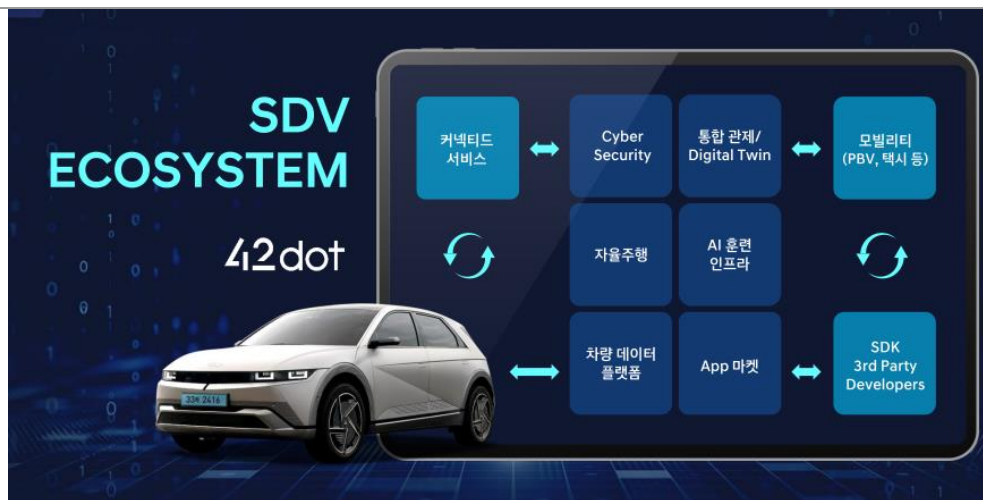 SDV
ECOSYSTEM
42dot
커넥티드
서비스
Cyber
Security
통합 관제/
Digital Twin
모빌리티
(PBV, 택시 등)
자율주행
AI 훈련
인프라
차량 데이터
플랫폼
App 마켓
SDK
3rd Party
Developers